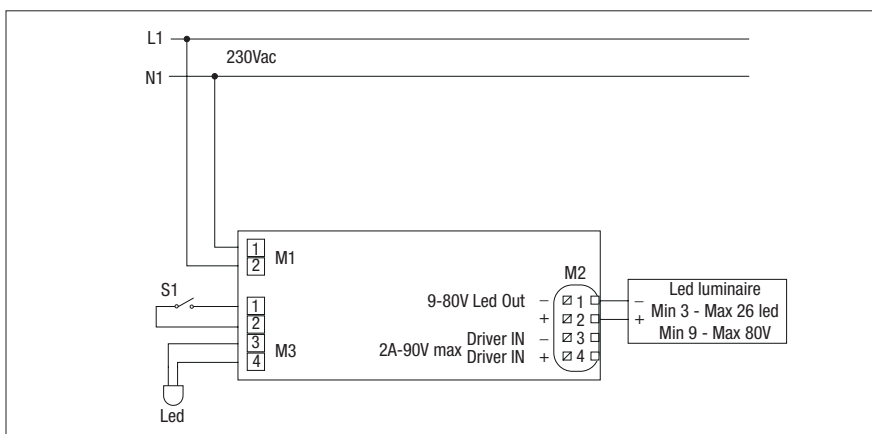 L1
230Vac
N1
1
2
M1
S1
1
2
3
4
M3
Led
M2
9-80V Led Out − 1
+ 2
2A-90V max
Driver IN − 3
Driver IN + 4
− +
Led luminaire
Min 3 - Max 26 led
Min 9 - Max 80V